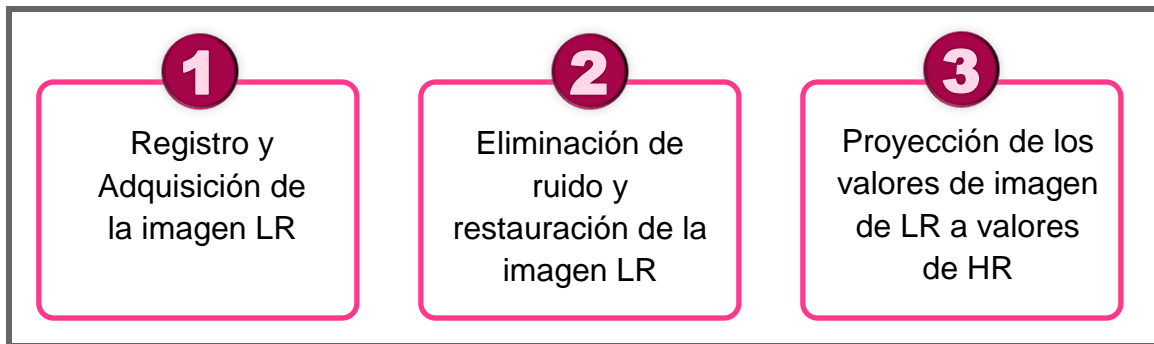 1
Registro y
Adquisición de
la imagen LR
2
Eliminación de
ruido y
restauración de la
imagen LR
3
Proyección de los
valores de imagen
de LR a valores
de HR